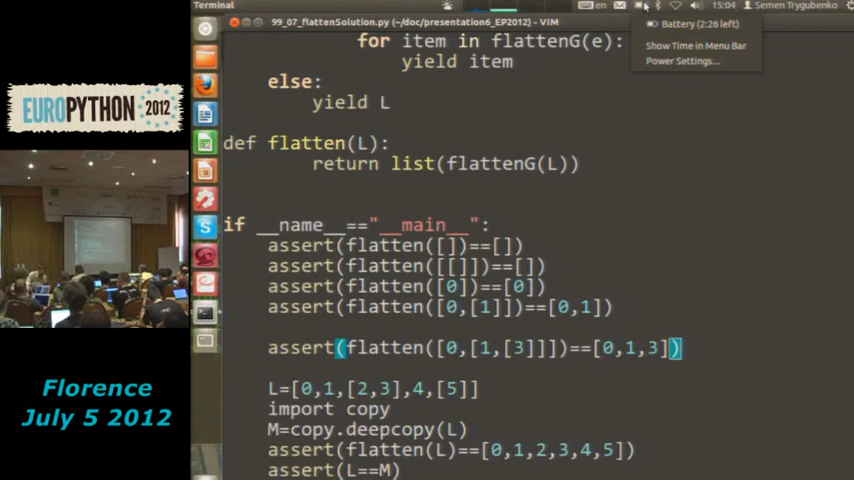 Terminal
en
15:04
Semen Trygubenko
99_07_flattenSolution.py (~/doc/presentation6_EP2012) - VIM
Battery (2:26 left)
Show Time in Menu Bar
Power Settings...
for item in flattenG(e):
yield item
else:
yield L
def flatten(L):
return list(flattenG(L))
if __name__=="__main__":
assert(flatten([])==[])
assert(flatten([[]])==[])
assert(flatten([0])==[0])
assert(flatten([0,[1]])==[0,1])
assert(flatten([0,[1,[3]]])==[0,1,3])
L=[0,1,[2,3],4,[5]]
import copy
M=copy.deepcopy(L)
assert(flatten(L)==[0,1,2,3,4,5])
assert(L==M)
EUROPYTHON
2012
Florence
July 5 2012